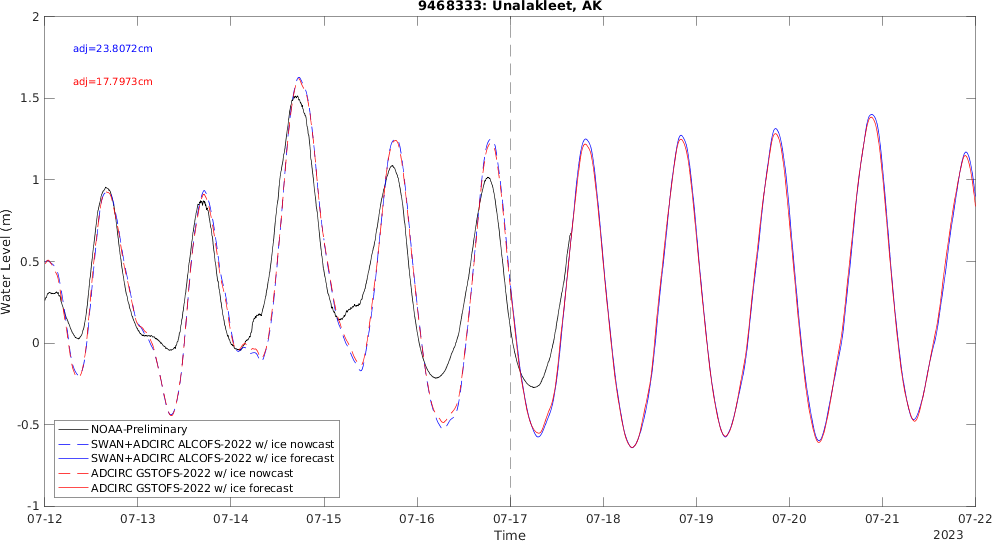 9468333: Unalakleet, AK
adj=23.8072cm
adj=17.7973cm
Water Level (m)
2
1.5
1
0.5
0
-0.5
-1
NOAA-Preliminary
SWAN+ADCIRC ALCOFS-2022 w/ ice nowcast
SWAN+ADCIRC ALCOFS-2022 w/ ice forecast
ADCIRC GSTOFS-2022 w/ ice nowcast
ADCIRC GSTOFS-2022 w/ ice forecast
07-12 07-13 07-14 07-15 07-16 07-17 07-18 07-19 07-20 07-21 07-22
Time
2023